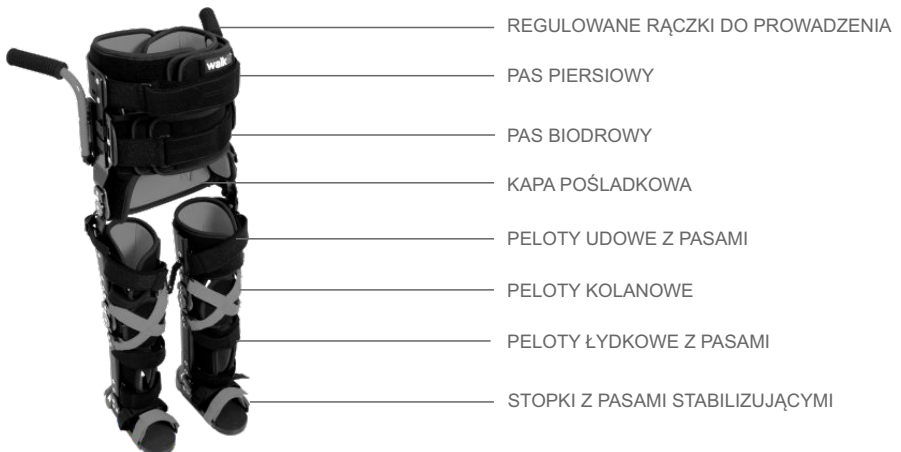 REGULOWANE RĄCZKI DO PROWADZENIA
walk
PAS PIERSIOWY
PAS BIODROWY
KAPA POŚLADKOWA
PELOTY UDOWE Z PASAMI
PELOTY KOLANOWE
PELOTY ŁYDKOWE Z PASAMI
STOPKI Z PASAMI STABILIZUJĄCYMI